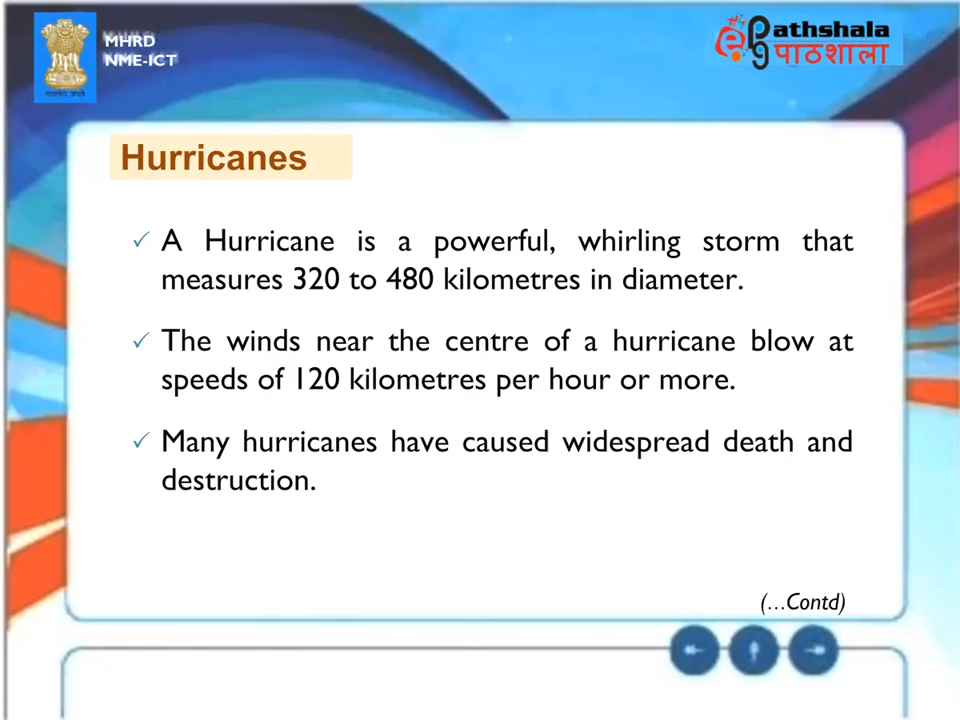 MHRD
NME-ICT
epgpathshala
पाठशाला
Hurricanes
✓ A Hurricane is a powerful, whirling storm that
measures 320 to 480 kilometres in diameter.
✓ The winds near the centre of a hurricane blow at
speeds of 120 kilometres per hour or more.
✓ Many hurricanes have caused widespread death and
destruction.
(...Contd)